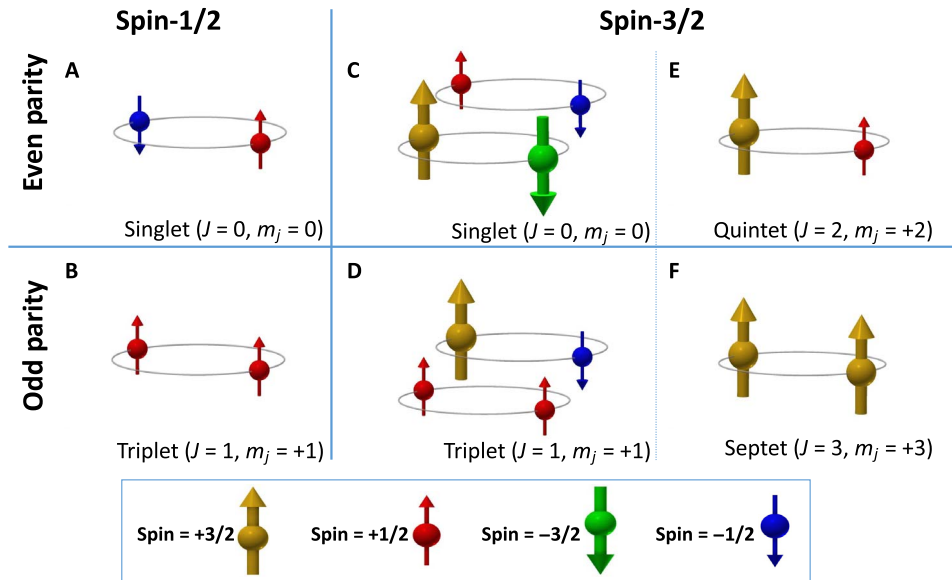 Spin-1/2
Spin-3/2
Even parity
A
C
E
Singlet (J = 0, mj = 0)
Singlet (J = 0, mj = 0)
Quintet (J = 2, mj = +2)
Odd parity
B
D
F
Triplet (J = 1, mj = +1)
Triplet (J = 1, mj = +1)
Septet (J = 3, mj = +3)
Spin = +3/2
Spin = +1/2
Spin = –3/2
Spin = –1/2